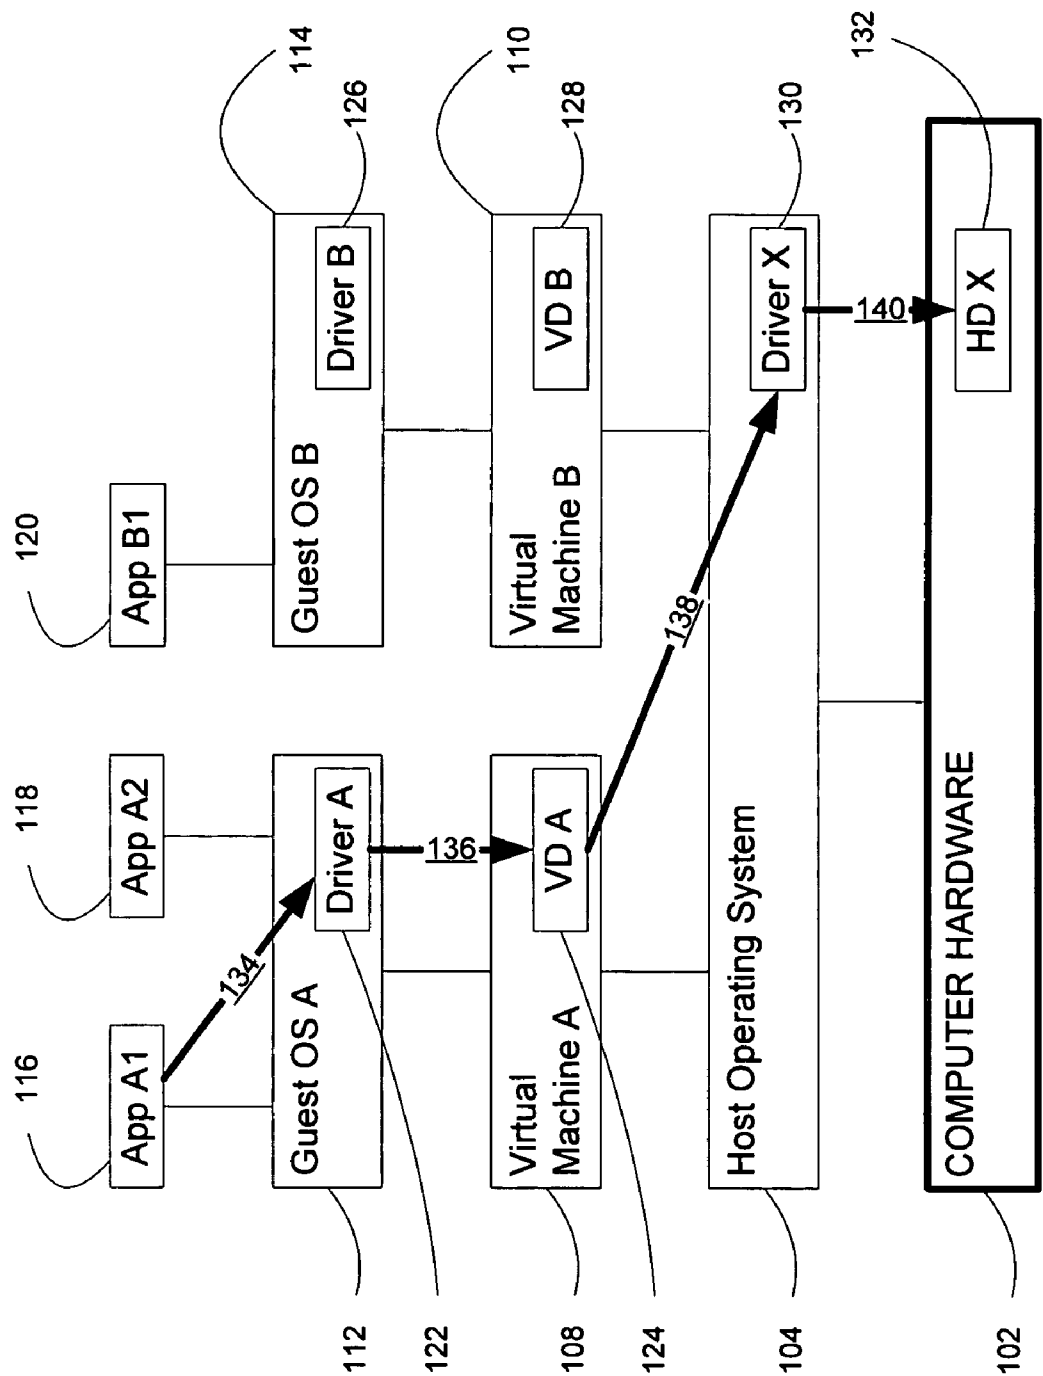 116
118
120
App A1
App A2
App B1
114
134
Guest OS A
Driver A
Guest OS B
Driver B
112
122
126
136
110
Virtual
Machine A
VD A
Virtual
Machine B
VD B
108
124
128
138
Host Operating System
Driver X
104
130
140
132
COMPUTER HARDWARE
HD X
102